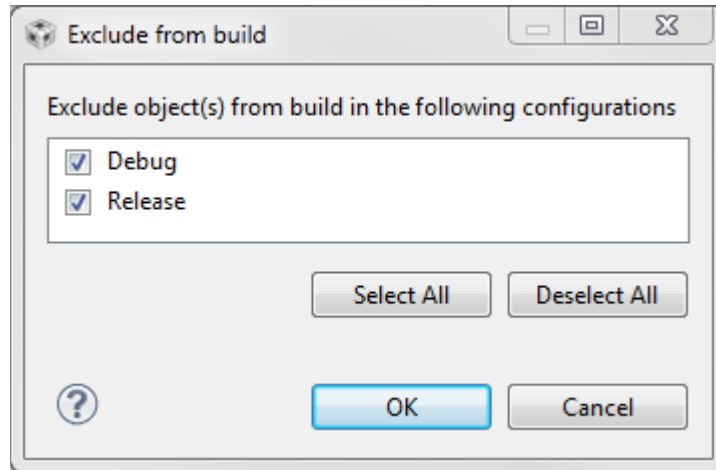 Exclude from build
Exclude object(s) from build in the following configurations
Debug
Release
Select All
Deselect All
?
OK
Cancel